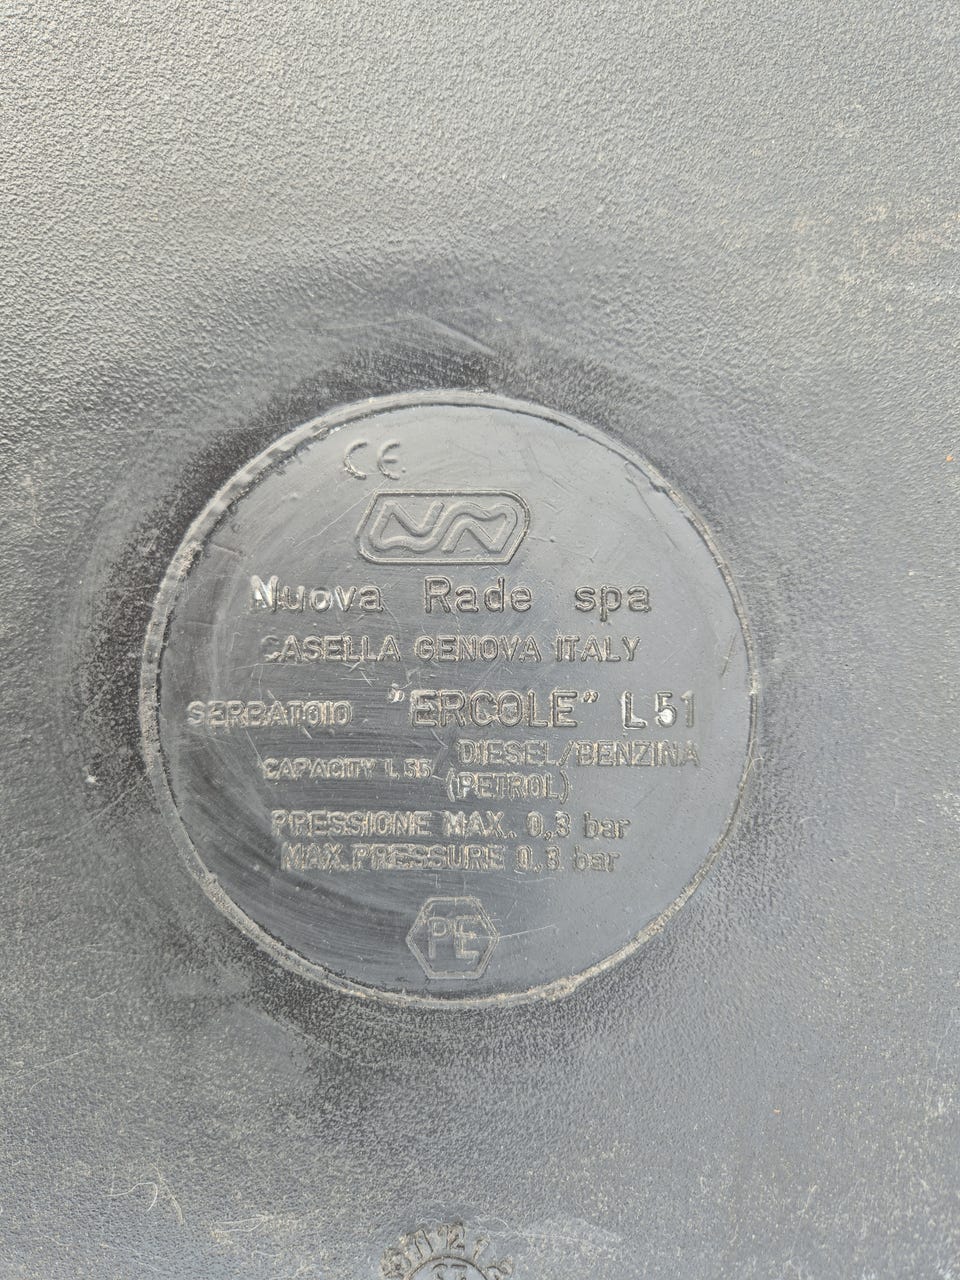 CE
Nuova Rade spa
CASELLA GENOVA ITALY
SERBATOIO "ERCOLE" L 51
CAPACITY L 55 DIESEL/BENZINA
(PETROL)
PRESSIONE MAX. 0,3 bar
MAX. PRESSURE 0,3 bar
PE